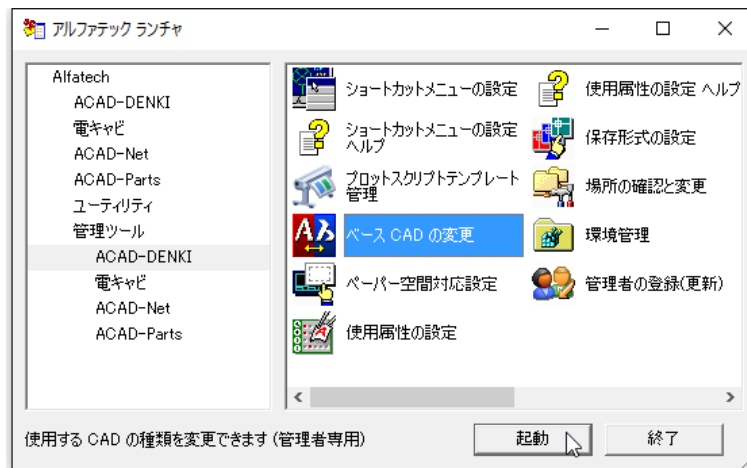 アルファテック ランチャ
Alfatech
ACAD-DENKI
電キャビ
ACAD-Net
ACAD-Parts
ユーティリティ
管理ツール
ACAD-DENKI
電キャビ
ACAD-Net
ACAD-Parts
ショートカットメニューの設定
ショートカットメニューの設定
ヘルプ
プロットスクリプトテンプレート
管理
ベース CAD の変更
ペーパー空間対応設定
使用属性の設定
使用属性の設定 ヘルプ
保存形式の設定
場所の確認と変更
環境管理
管理者の登録(更新)
使用する CAD の種類を変更できます (管理者専用)
起動
終了